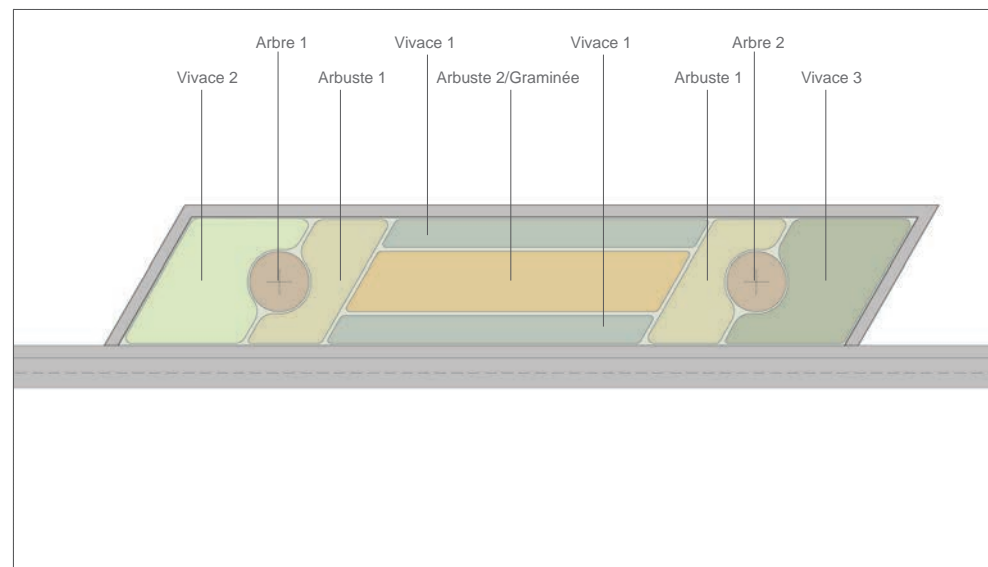 Arbre 1
Vivace 1
Vivace 1
Arbre 2
Vivace 2
Arbuste 1
Arbuste 2/Graminée
Arbuste 1
Vivace 3